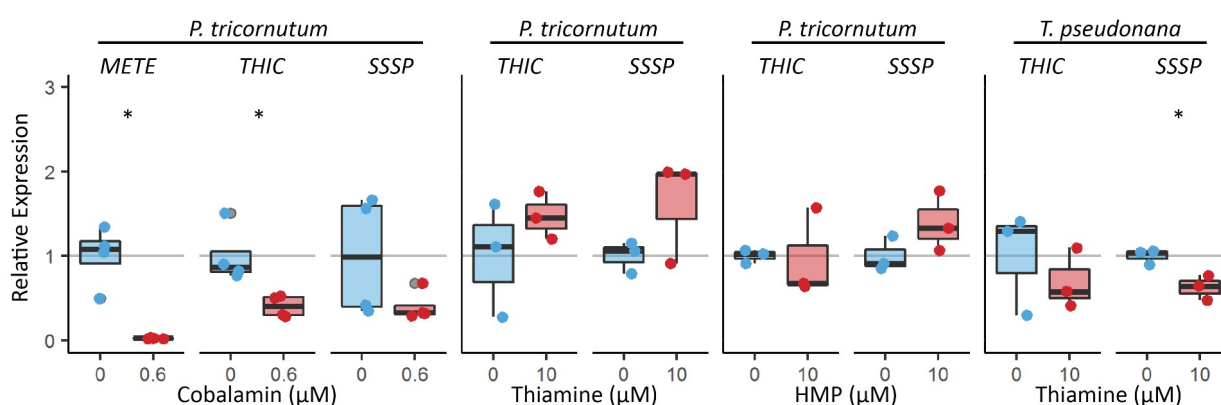 P. tricornutum P. tricornutum P. tricornutum T. pseudonana
METE THIC SSSP THIC SSSP THIC SSSP THIC SSSP
3
* * *
2
1
0
Relative Expression
0 0.6 0 0.6 0 0.6 0 10 0 10 0 10 0 10 0 10 0 10
Cobalamin (μM) Thiamine (μM) HMP (μM) Thiamine (μM)